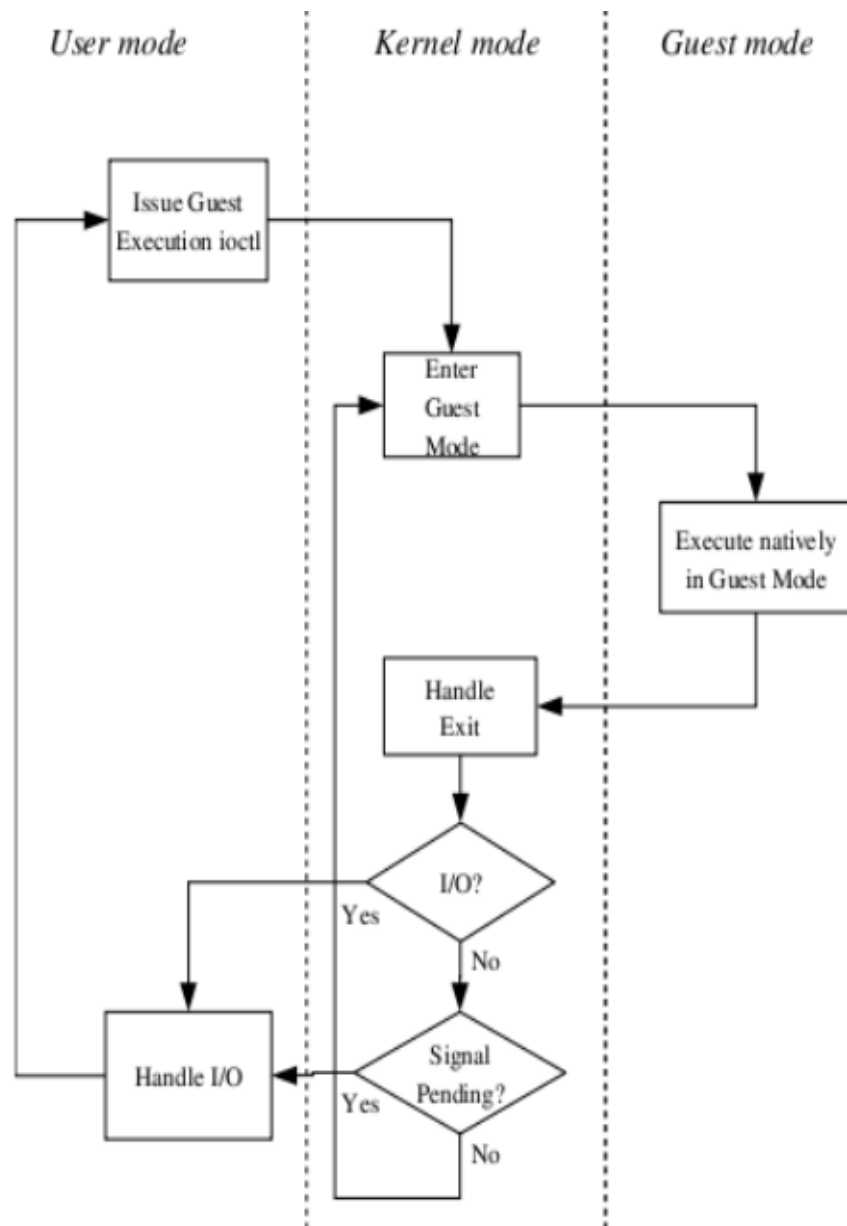 User mode
Kernel mode
Guest mode
Issue Guest
Execution ioctl
Enter
Guest
Mode
Execute natively
in Guest Mode
Handle
Exit
I/O?
Yes
No
Handle I/O
Signal
Pending?
Yes
No